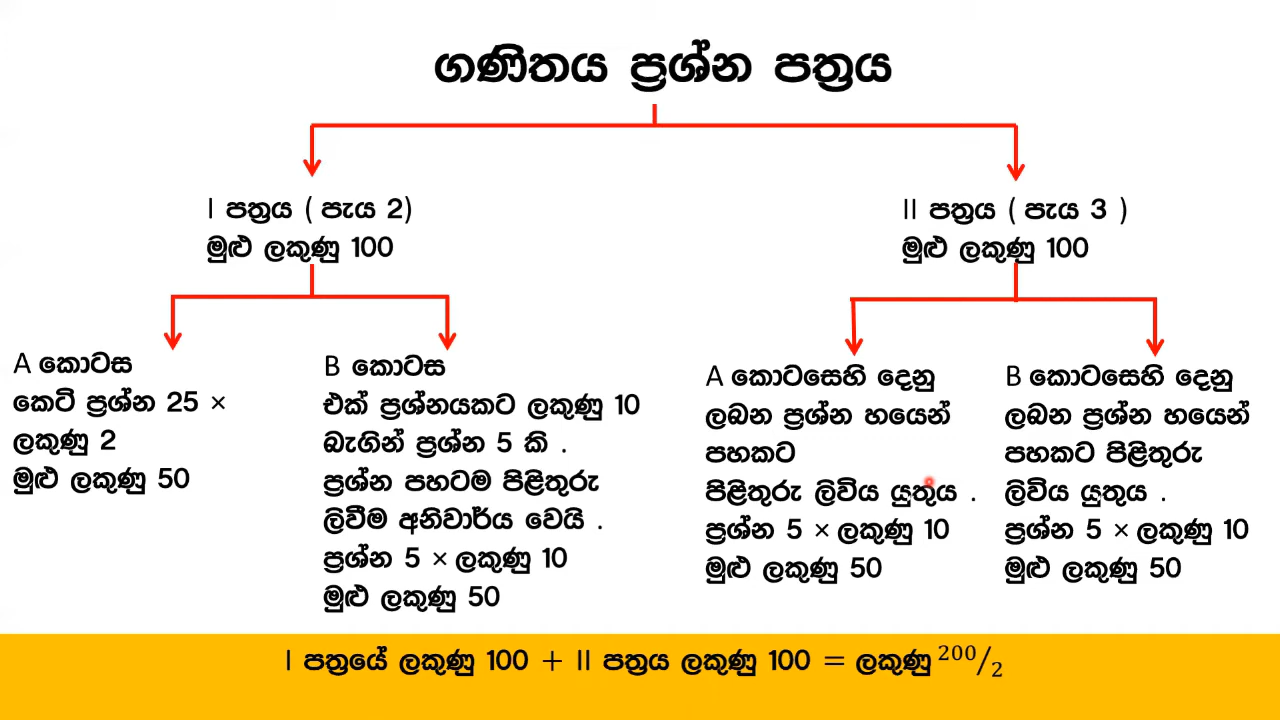 ගණිතය ප්‍රශ්න පත්‍රය
I පත්‍රය ( පැය 2)
මුළු ලකුණු 100
II පත්‍රය ( පැය 3 )
මුළු ලකුණු 100
A කොටස
කෙටි ප්‍රශ්න 25 ×
ලකුණු 2
මුළු ලකුණු 50
B කොටස
එක් ප්‍රශ්නයකට ලකුණු 10
බැගින් ප්‍රශ්න 5 කි .
ප්‍රශ්න පහටම පිළිතුරු
ලිවීම අනිවාර්ය වෙයි .
ප්‍රශ්න 5 × ලකුණු 10
මුළු ලකුණු 50
A කොටසෙහි දෙනු
ලබන ප්‍රශ්න හයෙන්
පහකට
පිළිතුරු ලිවිය යුතුය .
ප්‍රශ්න 5 × ලකුණු 10
මුළු ලකුණු 50
B කොටසෙහි දෙනු
ලබන ප්‍රශ්න හයෙන්
පහකට පිළිතුරු
ලිවිය යුතුය .
ප්‍රශ්න 5 × ලකුණු 10
මුළු ලකුණු 50
I පත්‍රයේ ලකුණු 100 + II පත්‍රය ලකුණු 100 = ලකුණු 200/2